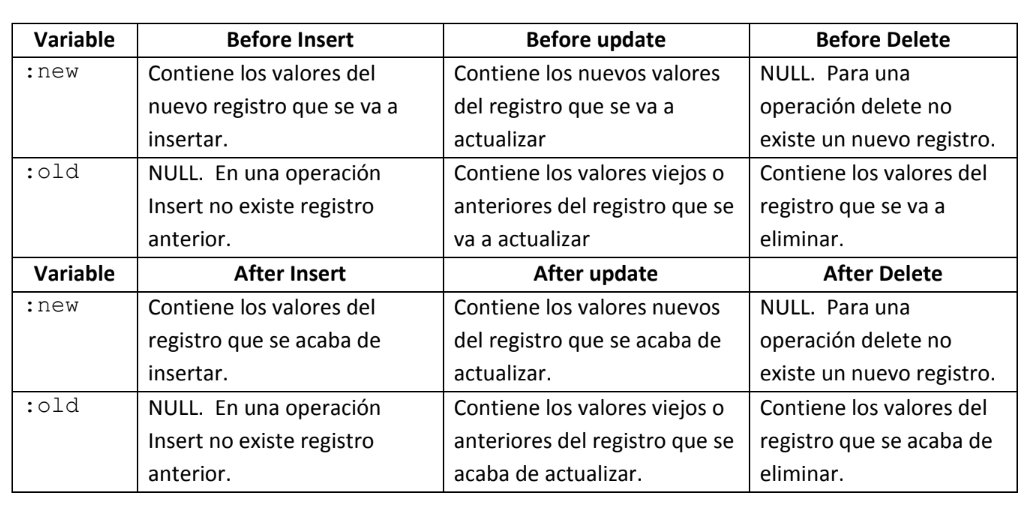 Variable Before Insert Before update Before Delete
:new Contiene los valores del Contiene los nuevos valores NULL. Para una
nuevo registro que se va a del registro que se va a operación delete no
insertar. actualizar existe un nuevo registro.
:old NULL. En una operación Contiene los valores viejos o Contiene los valores del
Insert no existe registro anteriores del registro que se registro que se va a
anterior. va a actualizar eliminar.
Variable After Insert After update After Delete
:new Contiene los valores del Contiene los valores nuevos NULL. Para una
registro que se acaba de del registro que se acaba de operación delete no
insertar. actualizar. existe un nuevo registro.
:old NULL. En una operación Contiene los valores viejos o Contiene los valores del
Insert no existe registro anteriores del registro que se registro que se acaba de
anterior. acaba de actualizar. eliminar.